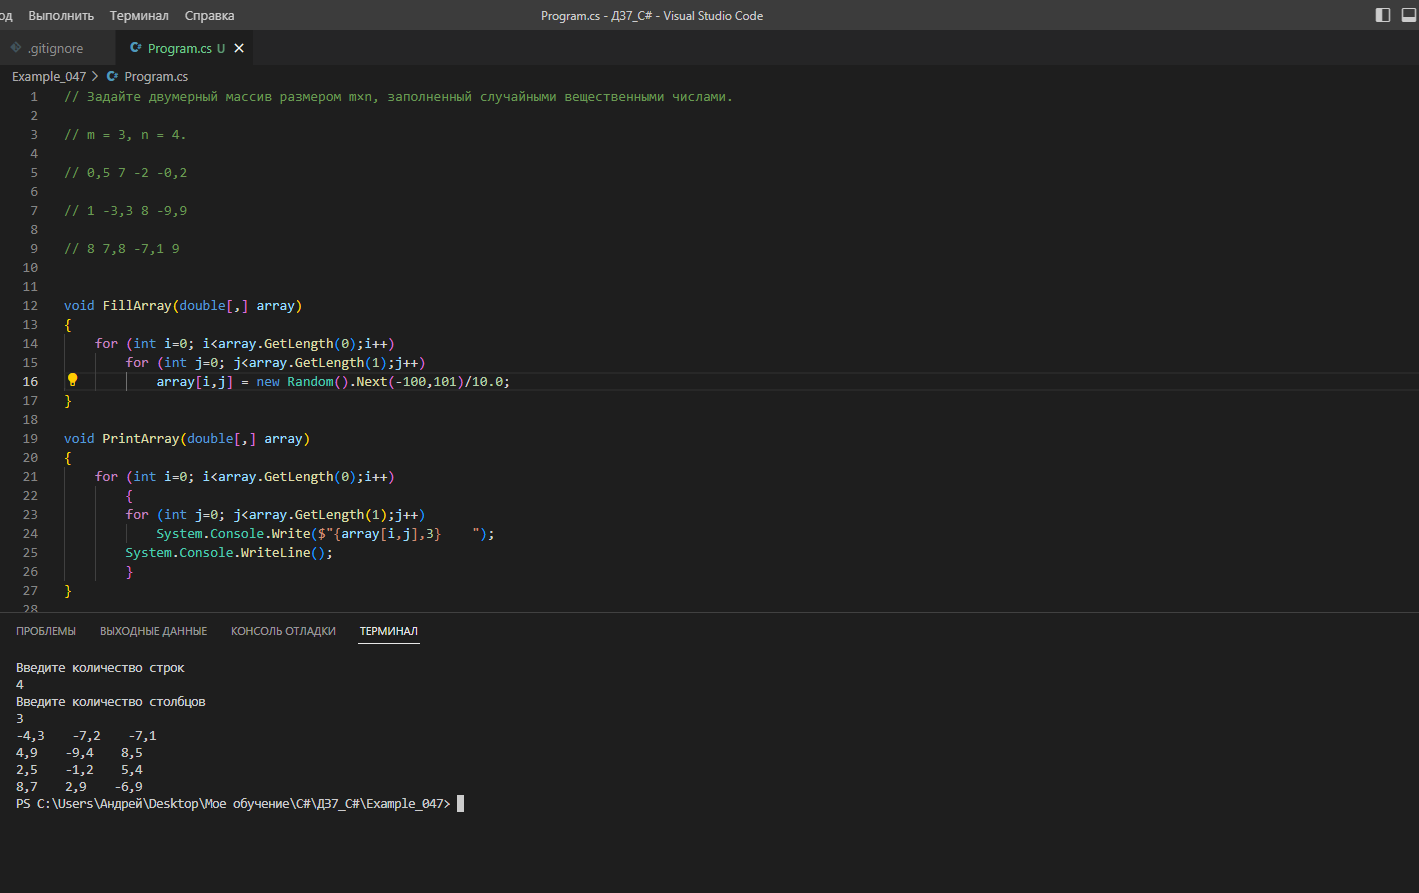 од Выполнить Терминал Справка Program.cs - ДЗ7_C# - Visual Studio Code
.gitignore C# Program.cs U ×
Example_047 > C# Program.cs
1 // Задайте двумерный массив размером m×n, заполненный случайными вещественными числами.
2
3 // m = 3, n = 4.
4
5 // 0,5 7 -2 -0,2
6
7 // 1 -3,3 8 -9,9
8
9 // 8 7,8 -7,1 9
10
11
12 void FillArray(double[,] array)
13 {
14 for (int i=0; i<array.GetLength(0);i++)
15 for (int j=0; j<array.GetLength(1);j++)
16 array[i,j] = new Random().Next(-100,101)/10.0;
17 }
18
19 void PrintArray(double[,] array)
20 {
21 for (int i=0; i<array.GetLength(0);i++)
22 {
23 for (int j=0; j<array.GetLength(1);j++)
24 System.Console.Write($"{array[i,j],3}    ");
25 System.Console.WriteLine();
26 }
27 }
28
ПРОБЛЕМЫ ВЫХОДНЫЕ ДАННЫЕ КОНСОЛЬ ОТЛАДКИ ТЕРМИНАЛ
Введите количество строк
4
Введите количество столбцов
3
-4,3    -7,2    -7,1
4,9    -9,4    8,5
2,5    -1,2    5,4
8,7    2,9    -6,9
PS C:\Users\Андрей\Desktop\Мое обучение\C#\ДЗ7_C#\Example_047>